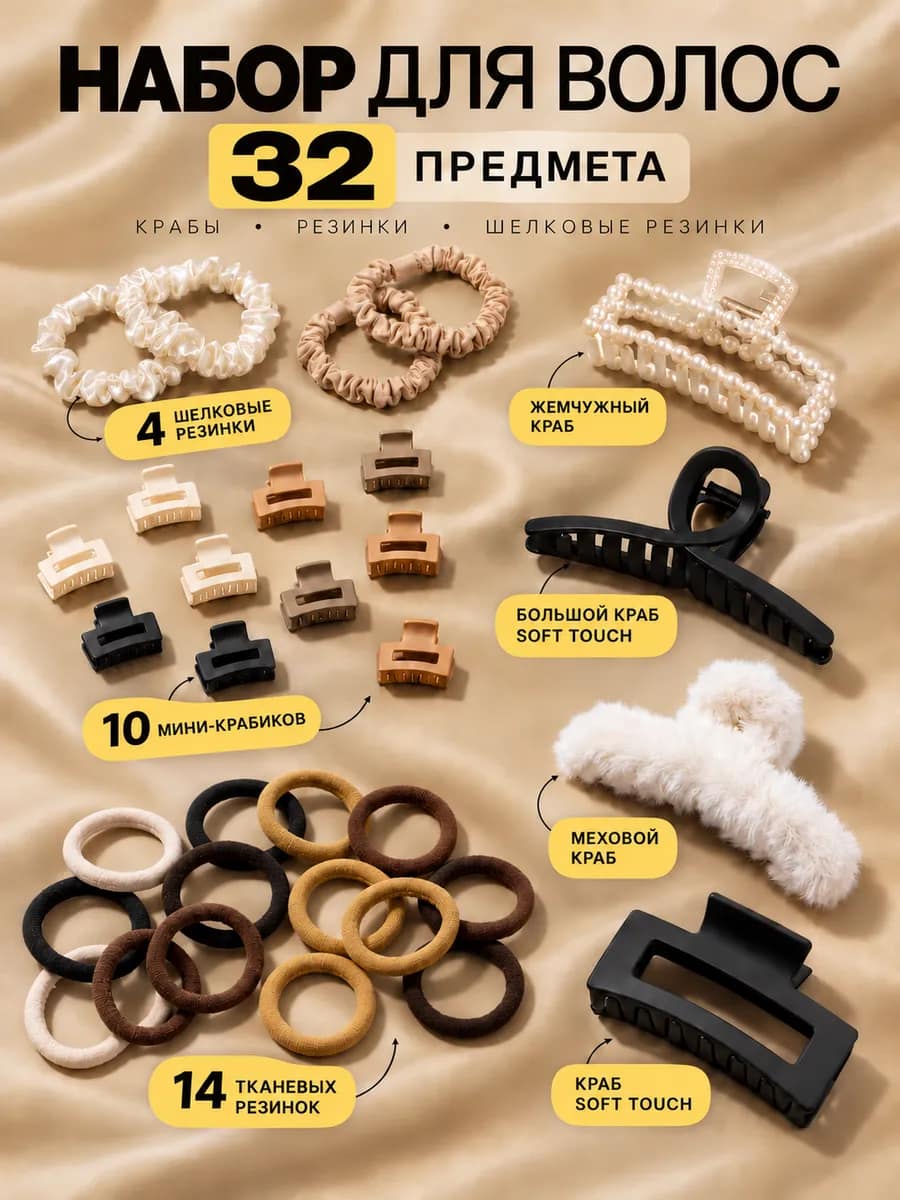 НАБОР ДЛЯ ВОЛОС
32 ПРЕДМЕТА
КРАБЫ • РЕЗИНКИ • ШЕЛКОВЫЕ РЕЗИНКИ
4 ШЕЛКОВЫЕ
РЕЗИНКИ
ЖЕМЧУЖНЫЙ
КРАБ
БОЛЬШОЙ КРАБ
SOFT TOUCH
10 МИНИ-КРАБИКОВ
МЕХОВОЙ
КРАБ
14 ТКАНЕВЫХ
РЕЗИНОК
КРАБ
SOFT TOUCH